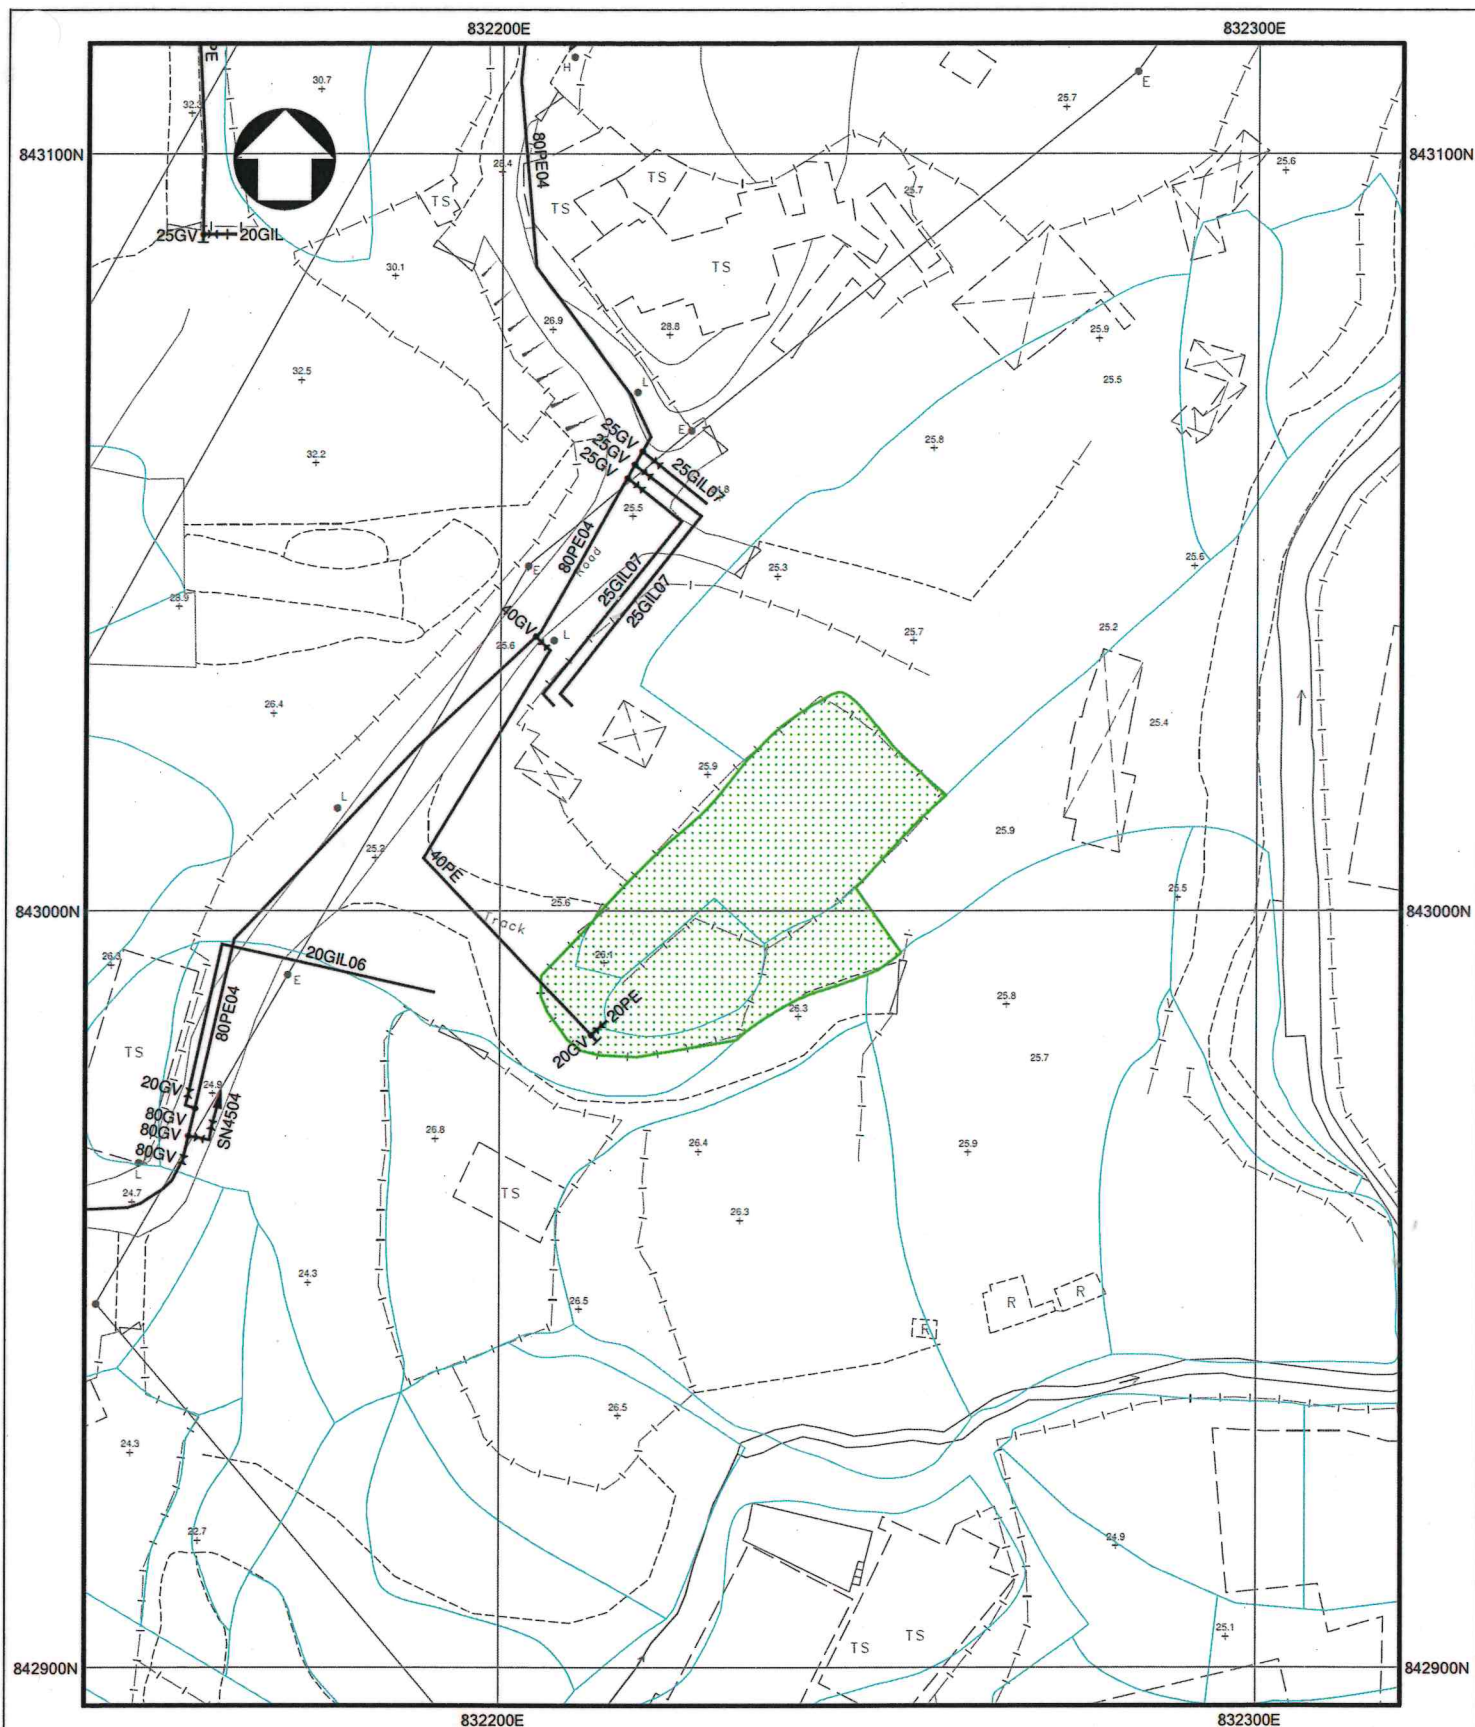 832200E 832300E
843100N 843100N
PE
30.7
H
E
25.7
28.4
80PE04
TS
TS
TS
25.7
25.6
25GV 20GIL
30.1
TS
26.9
28.8
25.9
32.5
L
25.5
E
25.8
32.2
25GV
25GV
25GV
25GIL07
25.5
80PE04
Road
25GIL07
25GIL07
E
25.3
25.6
28.9
40GV
L
25.6
25.7
25.2
26.4
25.4
25.9
L
25.2
40PE
25.9
25.6
25.5
843000N 843000N
Track
26.3
26.1
20GIL06
E
20PE
20GV
26.3
25.8
80PE04
TS
25.7
20GV
24.9
80GV
80GV
80GV
SN4504
26.8
26.4
25.9
L
24.7
TS
26.3
24.3
26.5
R
R
R
26.5
24.3
22.7
24.9
TS
TS
25.1
842900N 842900N
832200E 832300E